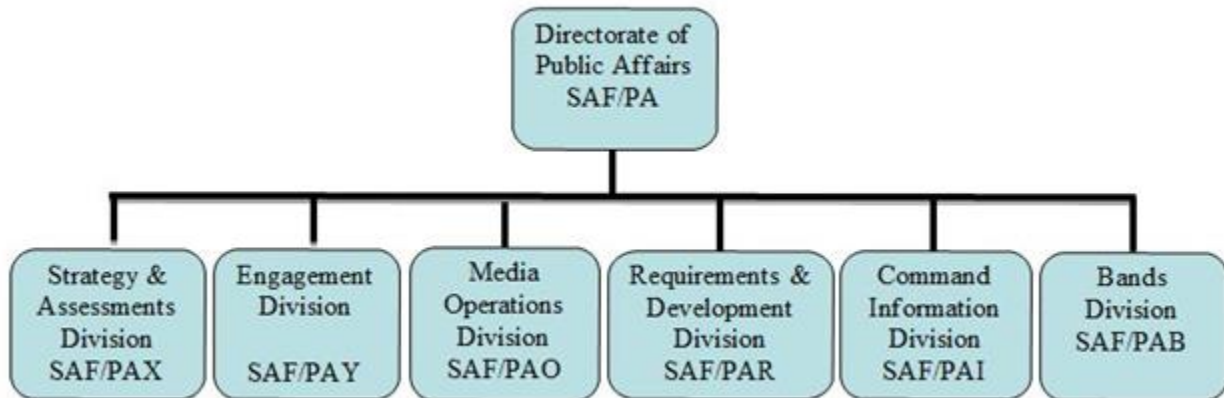 Directorate of
Public Affairs
SAF/PA
Strategy &
Assessments
Division
SAF/PAX
Engagement
Division
SAF/PAY
Media
Operations
Division
SAF/PAO
Requirements &
Development
Division
SAF/PAR
Command
Information
Division
SAF/PAI
Bands
Division
SAF/PAB